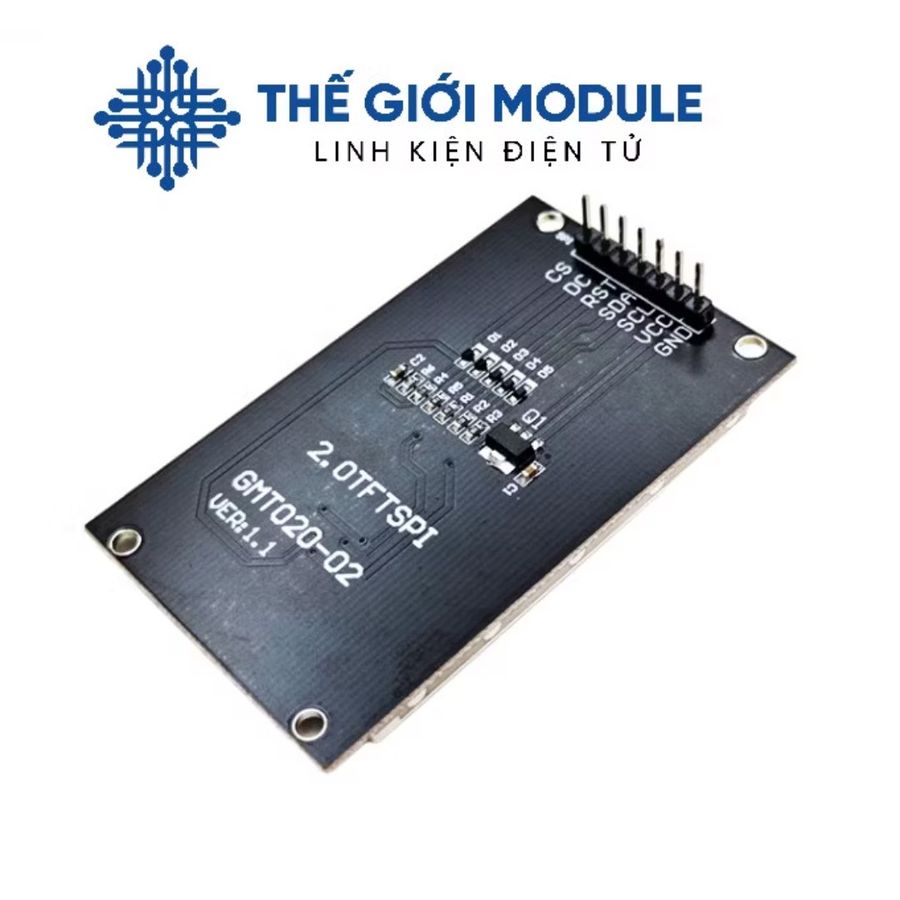 THẾ GIỚI MODULE
LINH KIỆN ĐIỆN TỬ
CS
DC
RST
SDA
SCL
VCC
GND
Q1
2.0TFTSPI
GMT020-02
VER:1.1